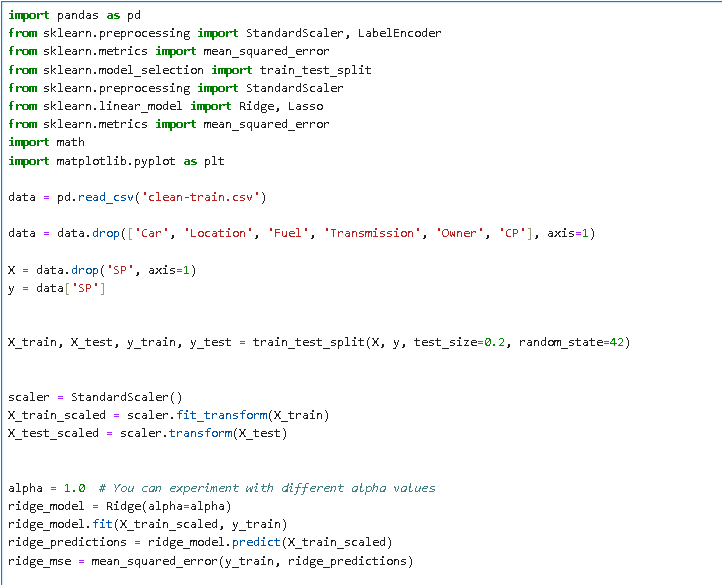 import pandas as pd
from sklearn.preprocessing import StandardScaler, LabelEncoder
from sklearn.metrics import mean_squared_error
from sklearn.model_selection import train_test_split
from sklearn.preprocessing import StandardScaler
from sklearn.linear_model import Ridge, Lasso
from sklearn.metrics import mean_squared_error
import math
import matplotlib.pyplot as plt
data = pd.read_csv('clean-train.csv')
data = data.drop(['Car', 'Location', 'Fuel', 'Transmission', 'Owner', 'CP'], axis=1)
X = data.drop('SP', axis=1)
y = data['SP']
X_train, X_test, y_train, y_test = train_test_split(X, y, test_size=0.2, random_state=42)
scaler = StandardScaler()
X_train_scaled = scaler.fit_transform(X_train)
X_test_scaled = scaler.transform(X_test)
alpha = 1.0  # You can experiment with different alpha values
ridge_model = Ridge(alpha=alpha)
ridge_model.fit(X_train_scaled, y_train)
ridge_predictions = ridge_model.predict(X_train_scaled)
ridge_mse = mean_squared_error(y_train, ridge_predictions)